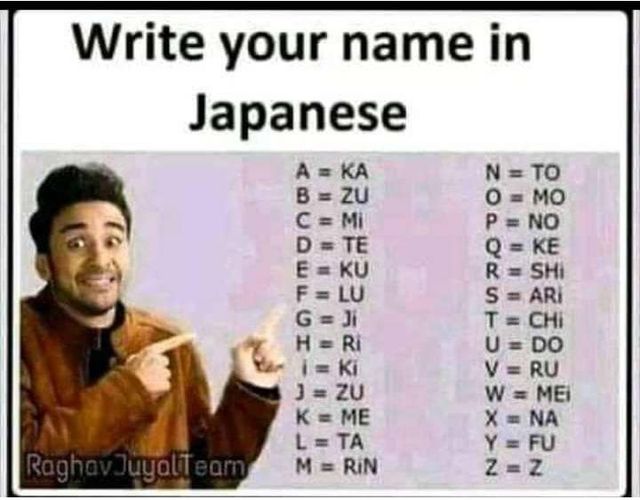 Write your name in
Japanese
A = KA
B = ZU
C = Mi
D = TE
E = KU
F = LU
G = Ji
H = Ri
i = Ki
J = ZU
K = ME
L = TA
M = RiN
N = TO
O = MO
P = NO
Q = KE
R = SHi
S = ARi
T = CHi
U = DO
V = RU
W = MEi
X = NA
Y = FU
Z = Z
RaghavJuyalTeam